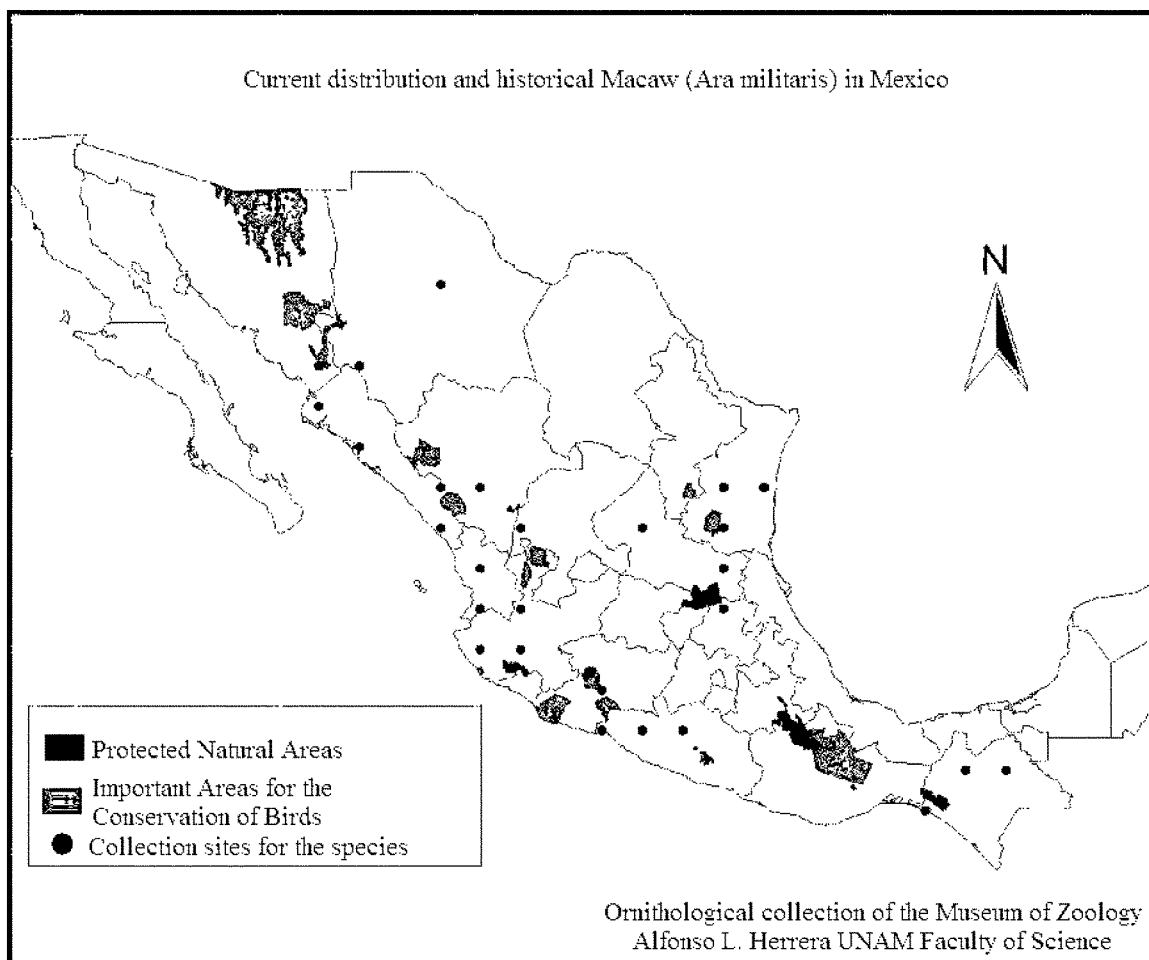 Current distribution and historical Macaw (Ara militaris) in Mexico
N
Protected Natural Areas
Important Areas for the
Conservation of Birds
Collection sites for the species
Ornithological collection of the Museum of Zoology
Alfonso L. Herrera UNAM Faculty of Science